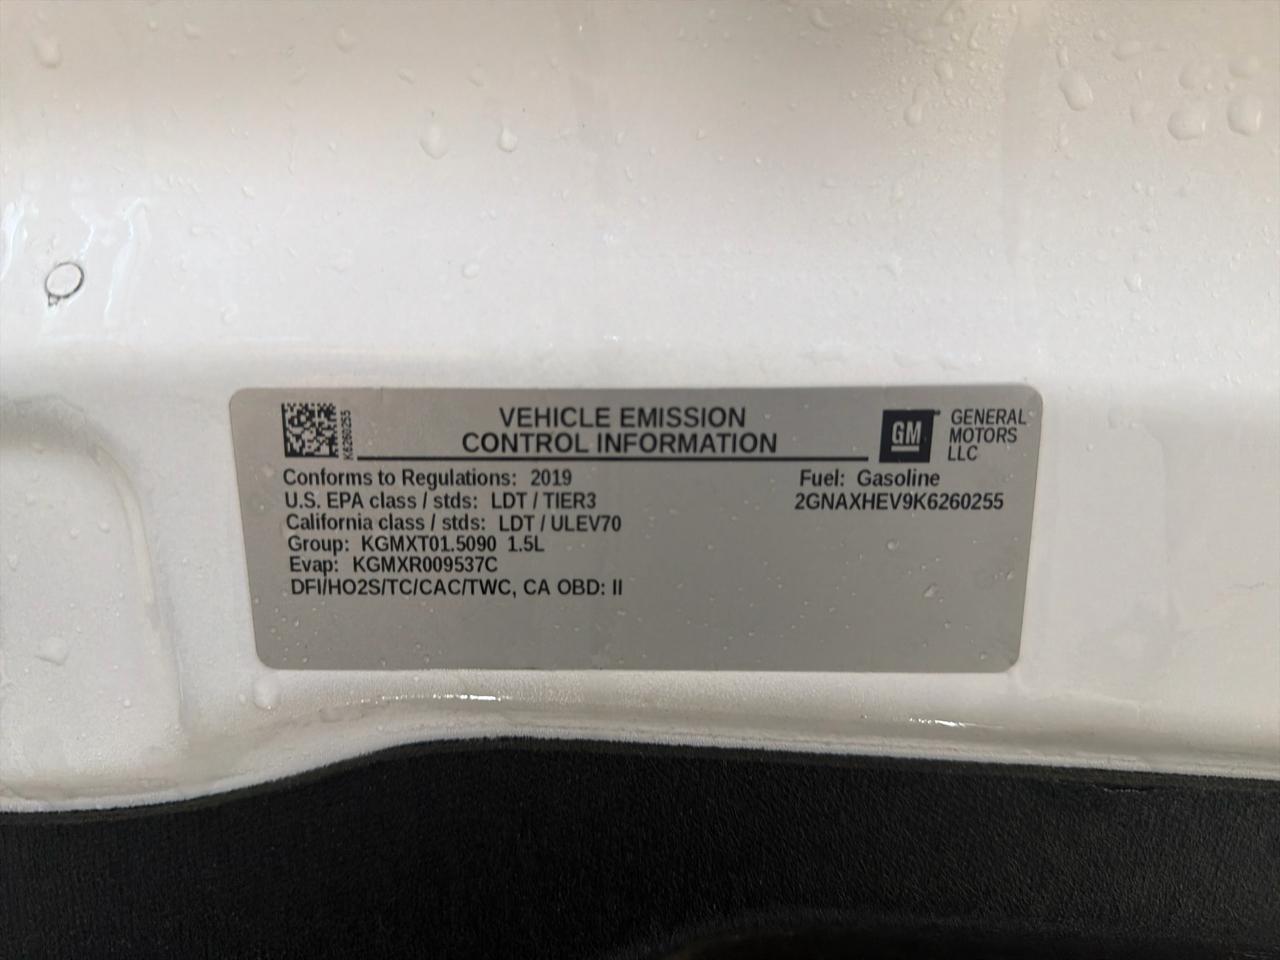 K6260255
VEHICLE EMISSION
CONTROL INFORMATION
GM
GENERAL
MOTORS
LLC
Conforms to Regulations: 2019
Fuel: Gasoline
U.S. EPA class / stds: LDT / TIER3
2GNAXHEV9K6260255
California class / stds: LDT / ULEV70
Group: KGMXT01.5090 1.5L
Evap: KGMXR009537C
DFI/HO2S/TC/CAC/TWC, CA OBD: II